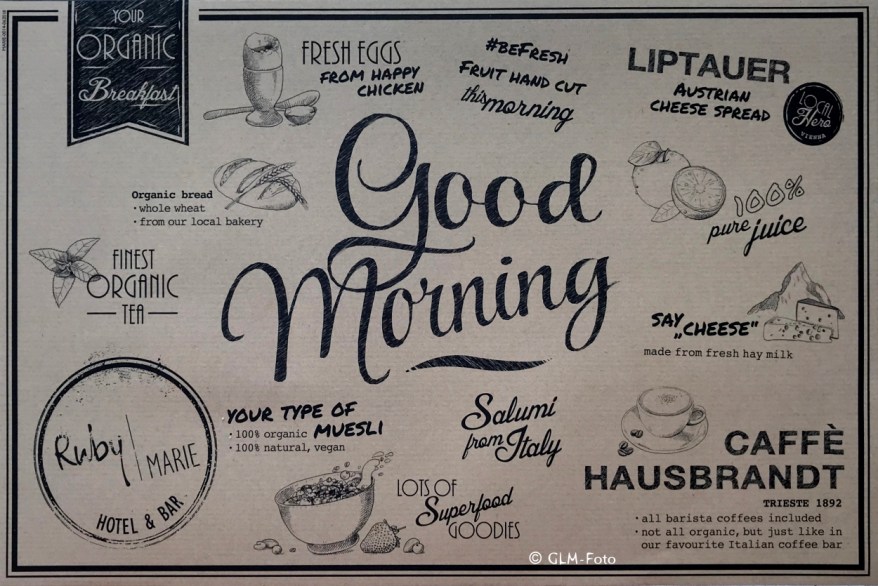 YOUR
ORGANIC
Breakfast
FRESH EGGS
FROM HAPPY
CHICKEN
#BEFRESH
FRUIT HAND CUT
this morning
LIPTAUER
AUSTRIAN
CHEESE SPREAD
LOCAL
Hero
VIENNA
Good
Morning
Organic bread
• whole wheat
• from our local bakery
100%
pure juice
FINEST
ORGANIC
— TEA —
SAY
„CHEESE"
made from fresh hay milk
Ruby | MARIE
HOTEL & BAR
YOUR TYPE OF
MUESLI
• 100% organic
• 100% natural, vegan
Salumi
from Italy
LOTS OF
Superfood
GOODIES
CAFFÈ
HAUSBRANDT
TRIESTE 1892
• all barista coffees included
• not all organic, but just like in
our favourite Italian coffee bar
© GLM-Foto